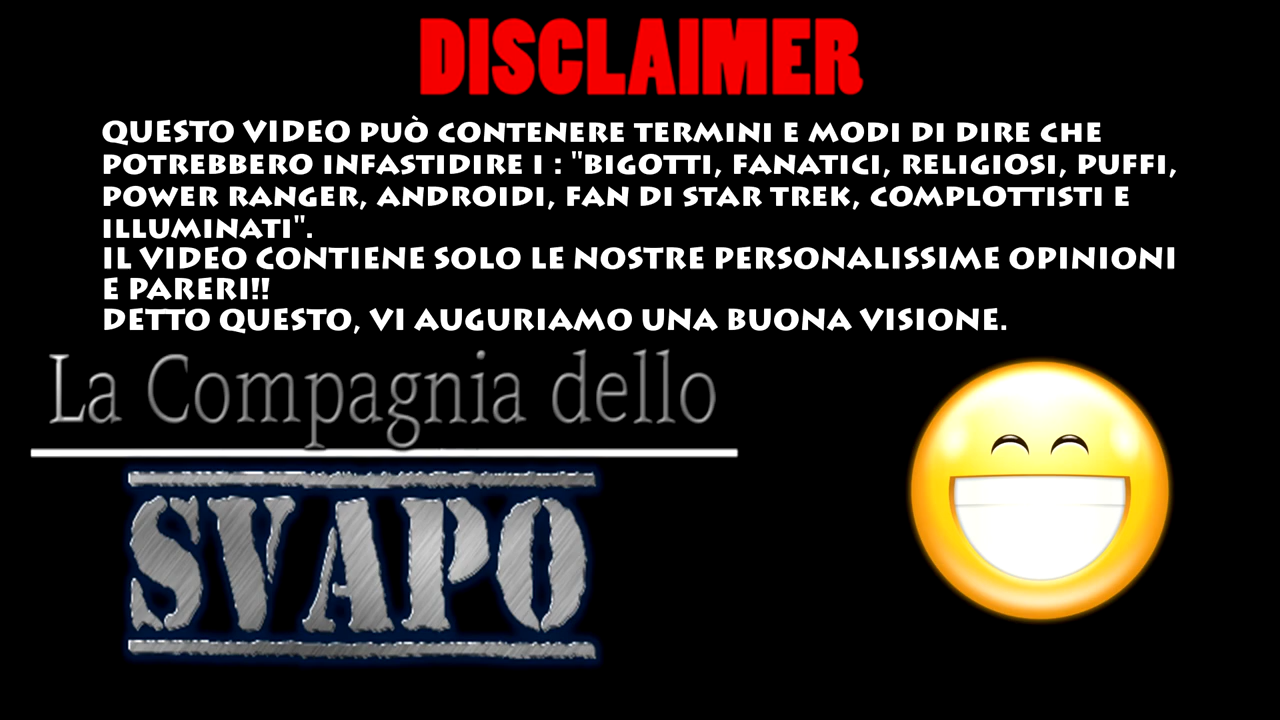 DISCLAIMER
QUESTO VIDEO PUÒ CONTENERE TERMINI E MODI DI DIRE CHE
POTREBBERO INFASTIDIRE I : "BIGOTTI, FANATICI, RELIGIOSI, PUFFI,
POWER RANGER, ANDROIDI, FAN DI STAR TREK, COMPLOTTISTI E
ILLUMINATI".
IL VIDEO CONTIENE SOLO LE NOSTRE PERSONALISSIME OPINIONI
E PARERI!!
DETTO QUESTO, VI AUGURIAMO UNA BUONA VISIONE.
La Compagnia dello
SVAPO